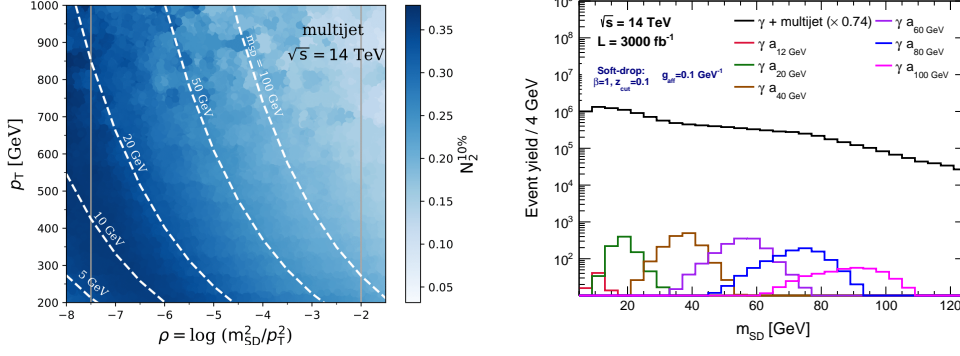 multijet
√s = 14 TeV
m_SD = 100 GeV
50 GeV
20 GeV
10 GeV
5 GeV
1000
900
800
700
600
500
400
300
200
p_T [GeV]
−8 −7 −6 −5 −4 −3 −2
ρ = log (m²_SD/p²_T)
0.35
0.30
0.25
0.20
0.15
0.10
0.05
N₂^10%
√s = 14 TeV
L = 3000 fb⁻¹
Soft-drop:
β=1, z_cut=0.1 g_aff=0.1 GeV⁻¹
γ + multijet (× 0.74)
γ a_12 GeV
γ a_20 GeV
γ a_40 GeV
γ a_60 GeV
γ a_80 GeV
γ a_100 GeV
10⁹
10⁸
10⁷
10⁶
10⁵
10⁴
10³
10²
Event yield / 4 GeV
20 40 60 80 100 120
m_SD [GeV]